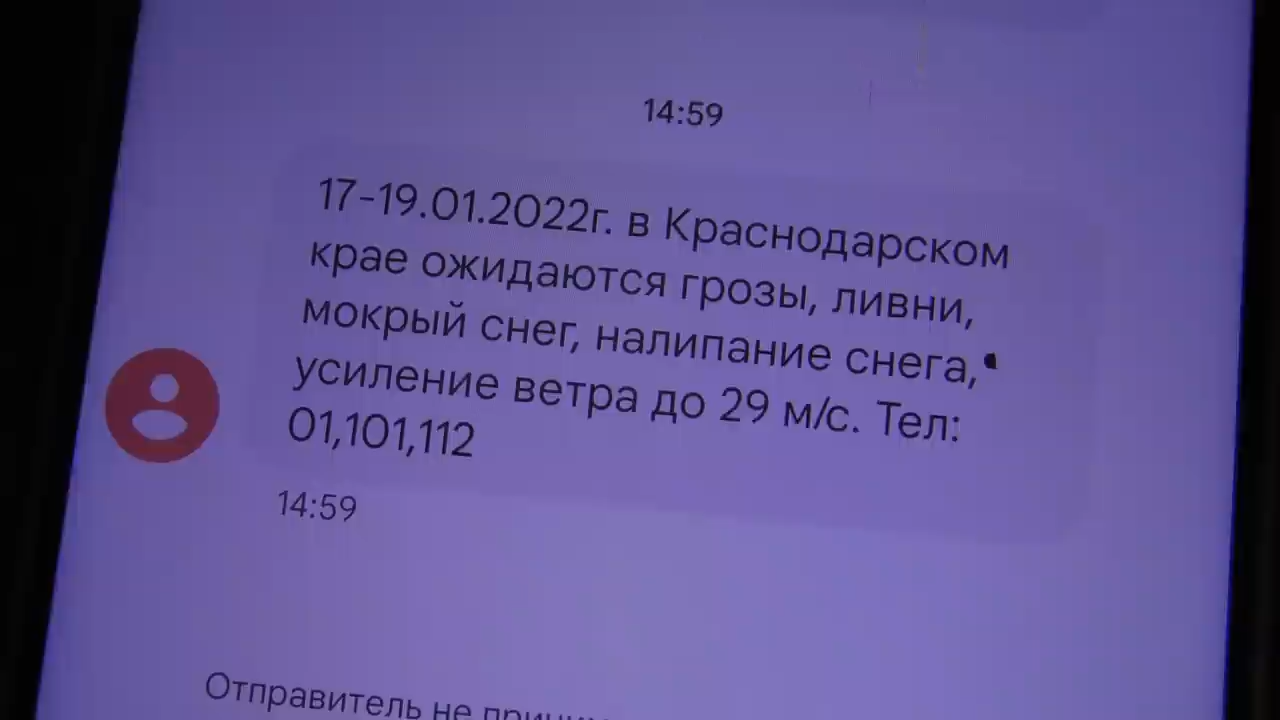 14:59
17-19.01.2022г. в Краснодарском
крае ожидаются грозы, ливни,
мокрый снег, налипание снега,
усиление ветра до 29 м/с. Тел:
01,101,112
14:59
Отправитель не